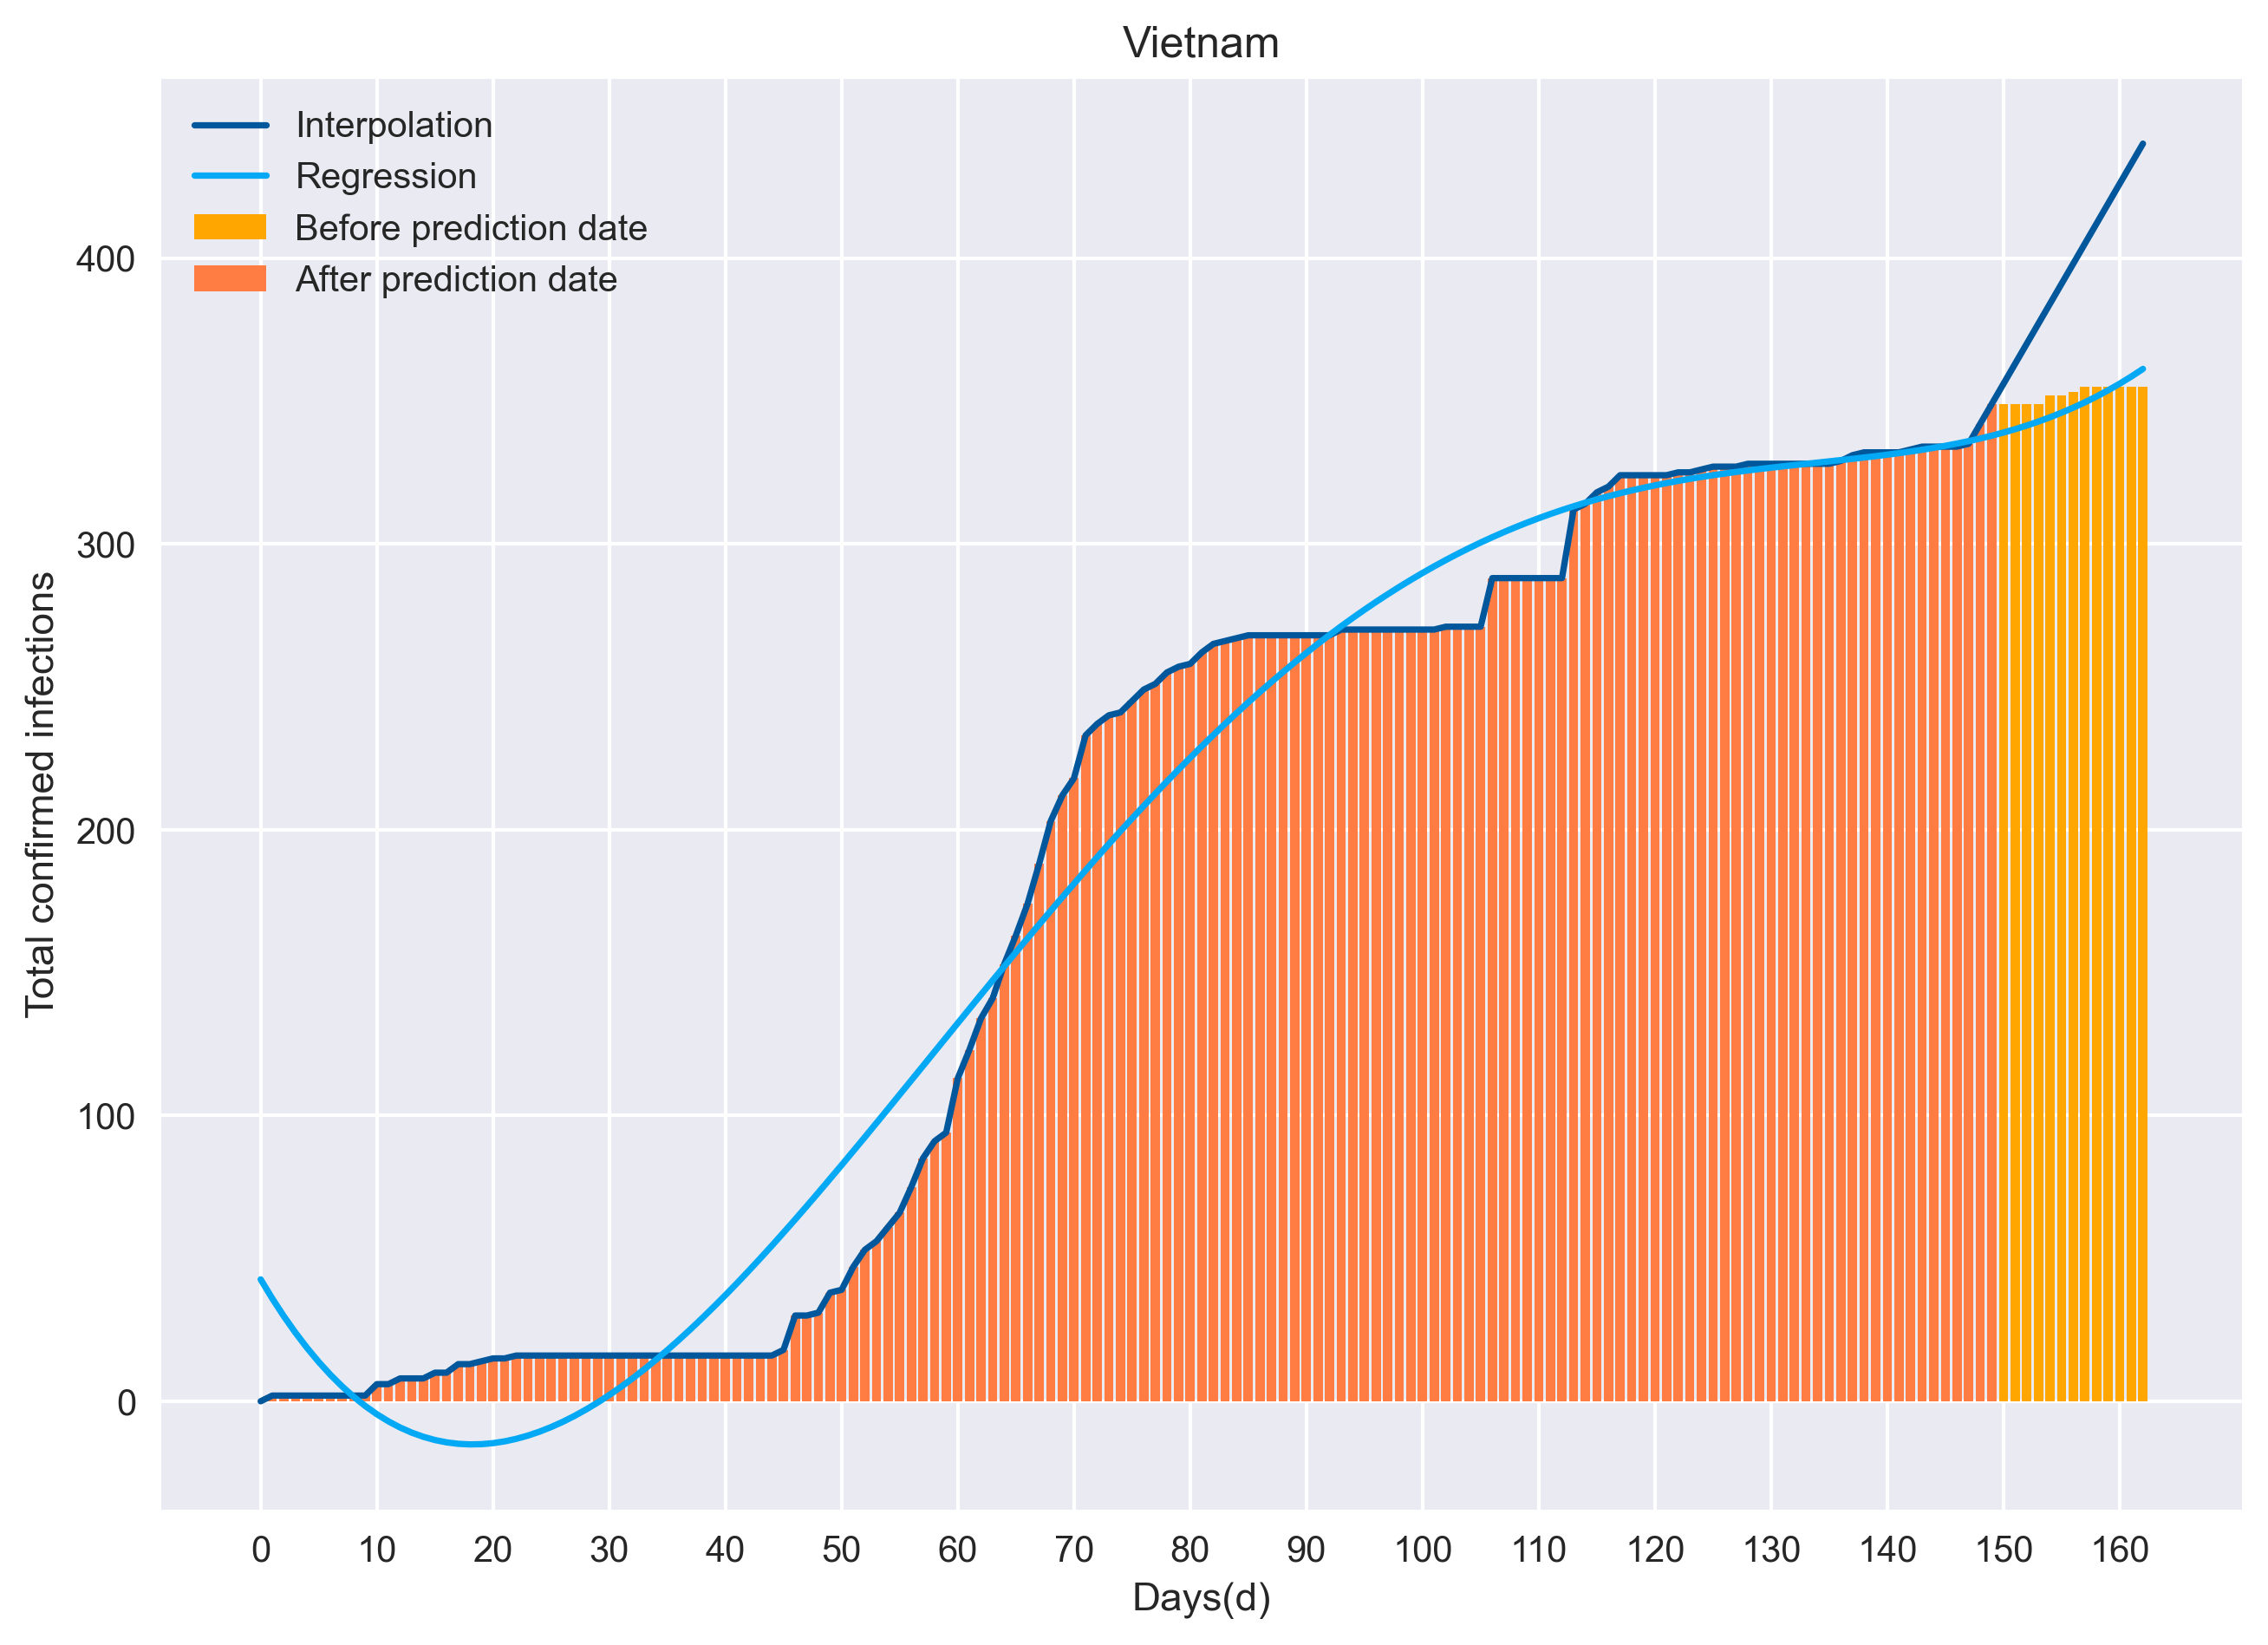 Vietnam
Interpolation
Regression
Before prediction date
After prediction date
400
300
200
100
0
Total confirmed infections
0 10 20 30 40 50 60 70 80 90 100 110 120 130 140 150 160
Days(d)